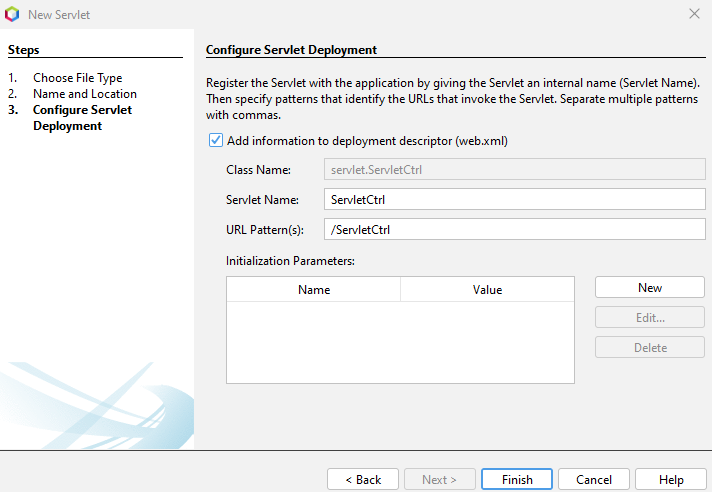 New Servlet
Steps
1. Choose File Type
2. Name and Location
3. Configure Servlet
Deployment
Configure Servlet Deployment
Register the Servlet with the application by giving the Servlet an internal name (Servlet Name).
Then specify patterns that identify the URLs that invoke the Servlet. Separate multiple patterns
with commas.
Add information to deployment descriptor (web.xml)
Class Name: servlet.ServletCtrl
Servlet Name: ServletCtrl
URL Pattern(s): /ServletCtrl
Initialization Parameters:
Name Value
New
Edit...
Delete
< Back Next > Finish Cancel Help